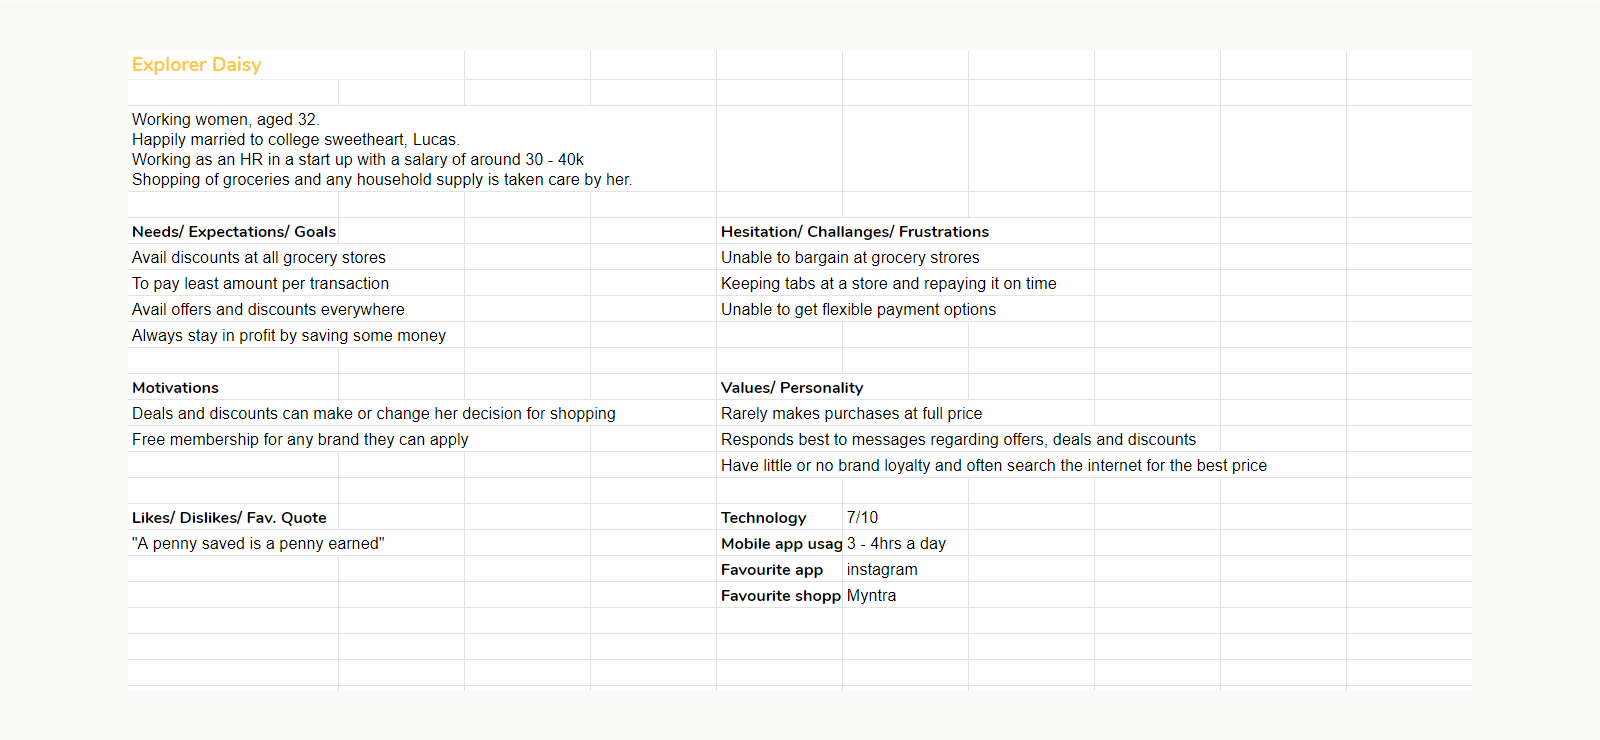 Explorer Daisy
Working women, aged 32.
Happily married to college sweetheart, Lucas.
Working as an HR in a start up with a salary of around 30 - 40k
Shopping of groceries and any household supply is taken care by her.
Needs/ Expectations/ Goals
Avail discounts at all grocery stores
To pay least amount per transaction
Avail offers and discounts everywhere
Always stay in profit by saving some money
Hesitation/ Challanges/ Frustrations
Unable to bargain at grocery strores
Keeping tabs at a store and repaying it on time
Unable to get flexible payment options
Motivations
Deals and discounts can make or change her decision for shopping
Free membership for any brand they can apply
Values/ Personality
Rarely makes purchases at full price
Responds best to messages regarding offers, deals and discounts
Have little or no brand loyalty and often search the internet for the best price
Likes/ Dislikes/ Fav. Quote
"A penny saved is a penny earned"
Technology 7/10
Mobile app usag 3 - 4hrs a day
Favourite app instagram
Favourite shopp Myntra